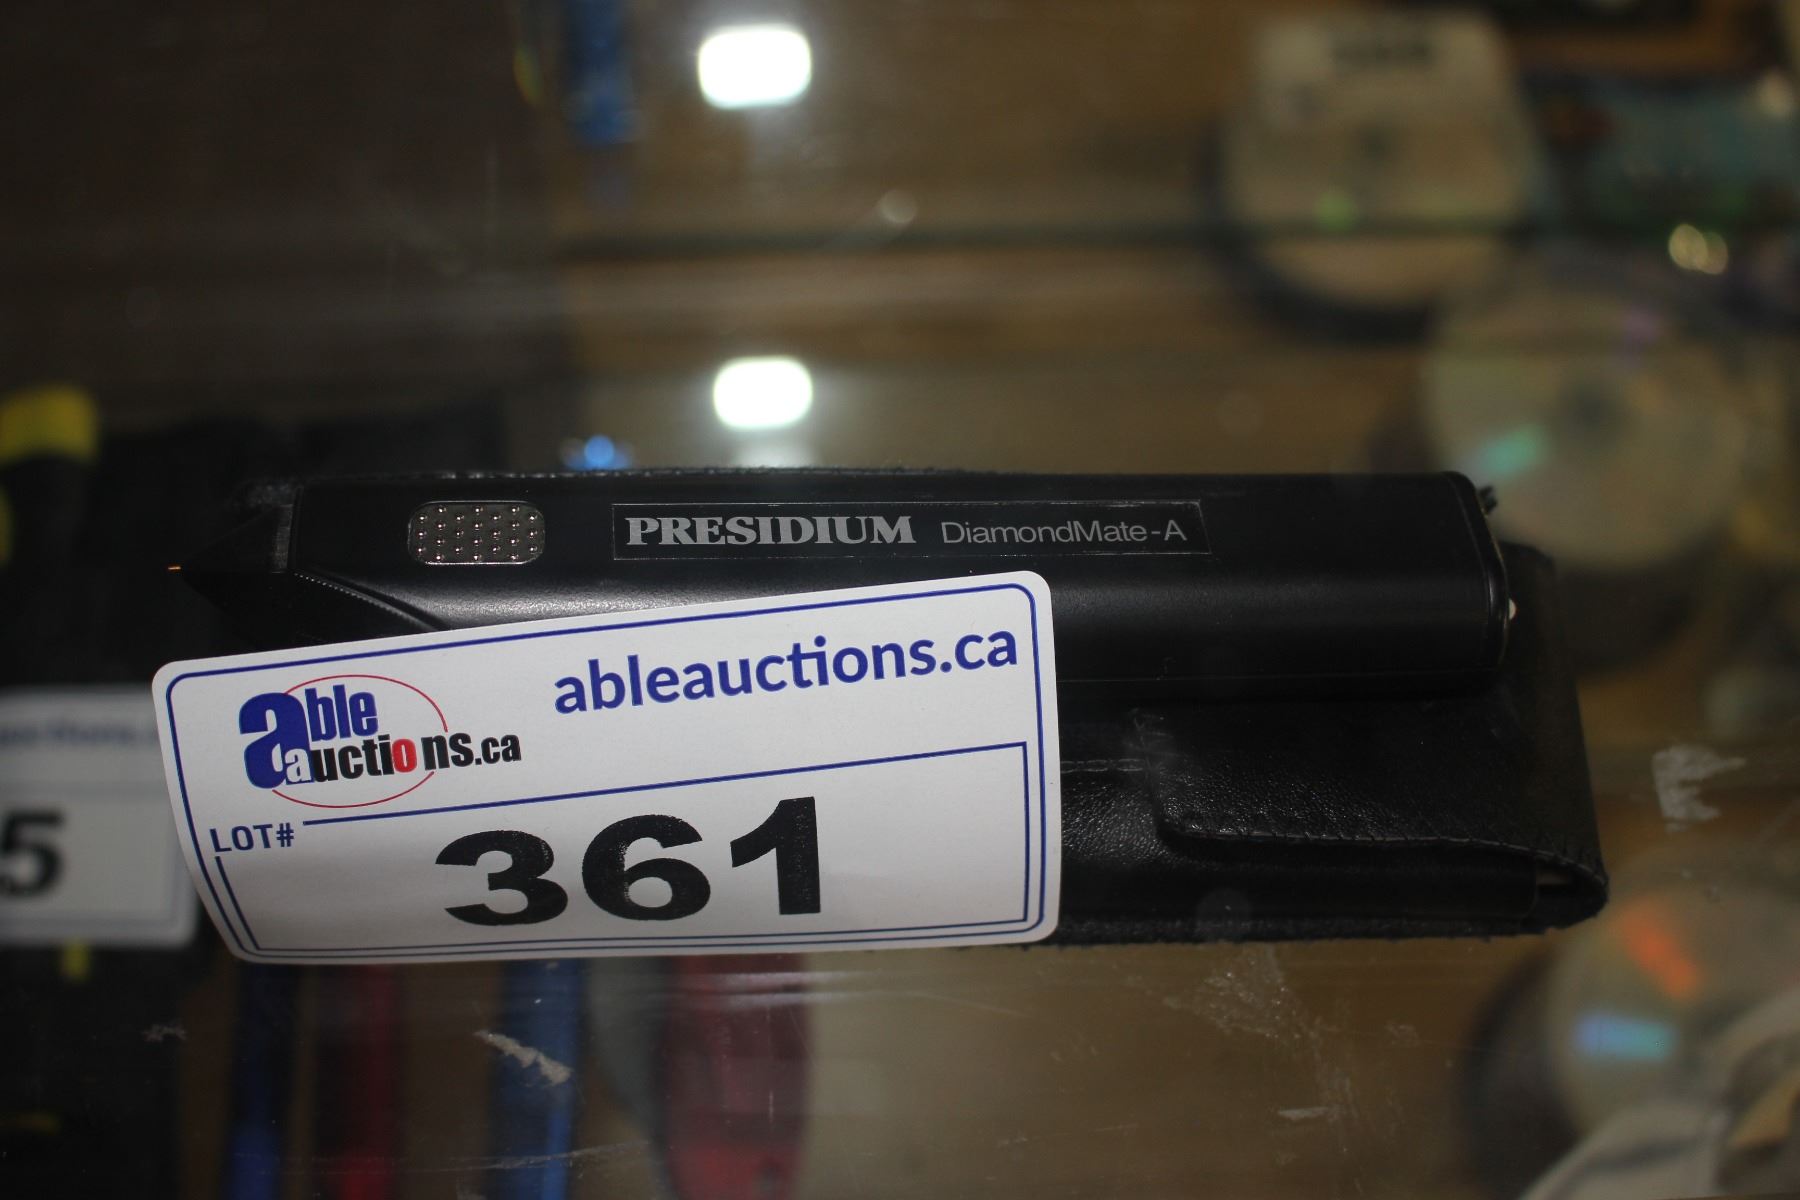 PRESIDIUM DiamondMate-A
ableauctions.ca
able
auctions.ca
LOT#
361
5